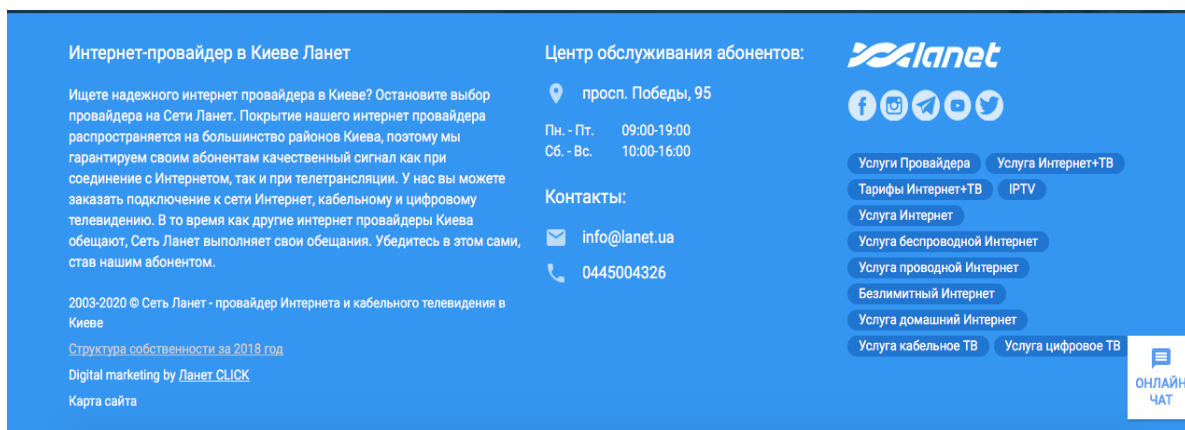 Интернет-провайдер в Киеве Ланет
Ищете надежного интернет провайдера в Киеве? Остановите выбор
провайдера на Сети Ланет. Покрытие нашего интернет провайдера
распространяется на большинство районов Киева, поэтому мы
гарантируем своим абонентам качественный сигнал как при
соединение с Интернетом, так и при телетрансляции. У нас вы можете
заказать подключение к сети Интернет, кабельному и цифровому
телевидению. В то время как другие интернет провайдеры Киева
обещают, Сеть Ланет выполняет свои обещания. Убедитесь в этом сами,
став нашим абонентом.
2003-2020 © Сеть Ланет - провайдер Интернета и кабельного телевидения в
Киеве
Структура собственности за 2018 год
Digital marketing by Ланет CLICK
Карта сайта
Центр обслуживания абонентов:
просп. Победы, 95
Пн. - Пт. 09:00-19:00
Сб. - Вс. 10:00-16:00
Контакты:
info@lanet.ua
0445004326
lanet
Услуги Провайдера Услуга Интернет+ТВ
Тарифы Интернет+ТВ IPTV
Услуга Интернет
Услуга беспроводной Интернет
Услуга проводной Интернет
Безлимитный Интернет
Услуга домашний Интернет
Услуга кабельное ТВ Услуга цифровое ТВ
ОНЛАЙН
ЧАТ